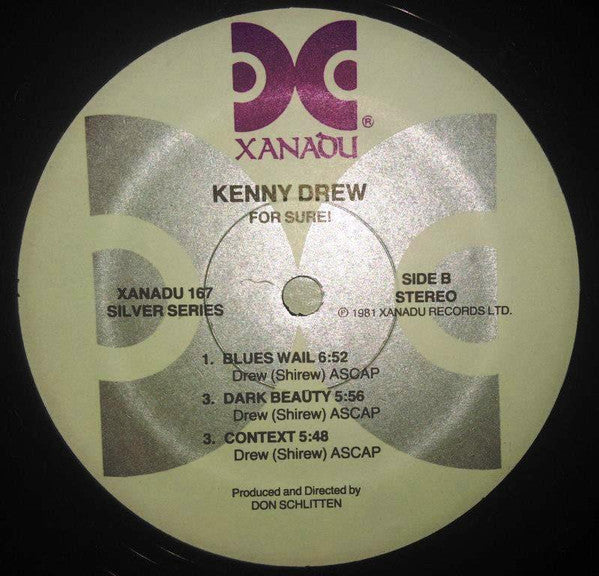 XANADU ®
KENNY DREW
FOR SURE!
XANADU 167
SILVER SERIES
SIDE B
STEREO
℗ 1981 XANADU RECORDS LTD.
1. BLUES WAIL 6:52
Drew (Shirew) ASCAP
3. DARK BEAUTY 5:56
Drew (Shirew) ASCAP
3. CONTEXT 5:48
Drew (Shirew) ASCAP
Produced and Directed by
DON SCHLITTEN